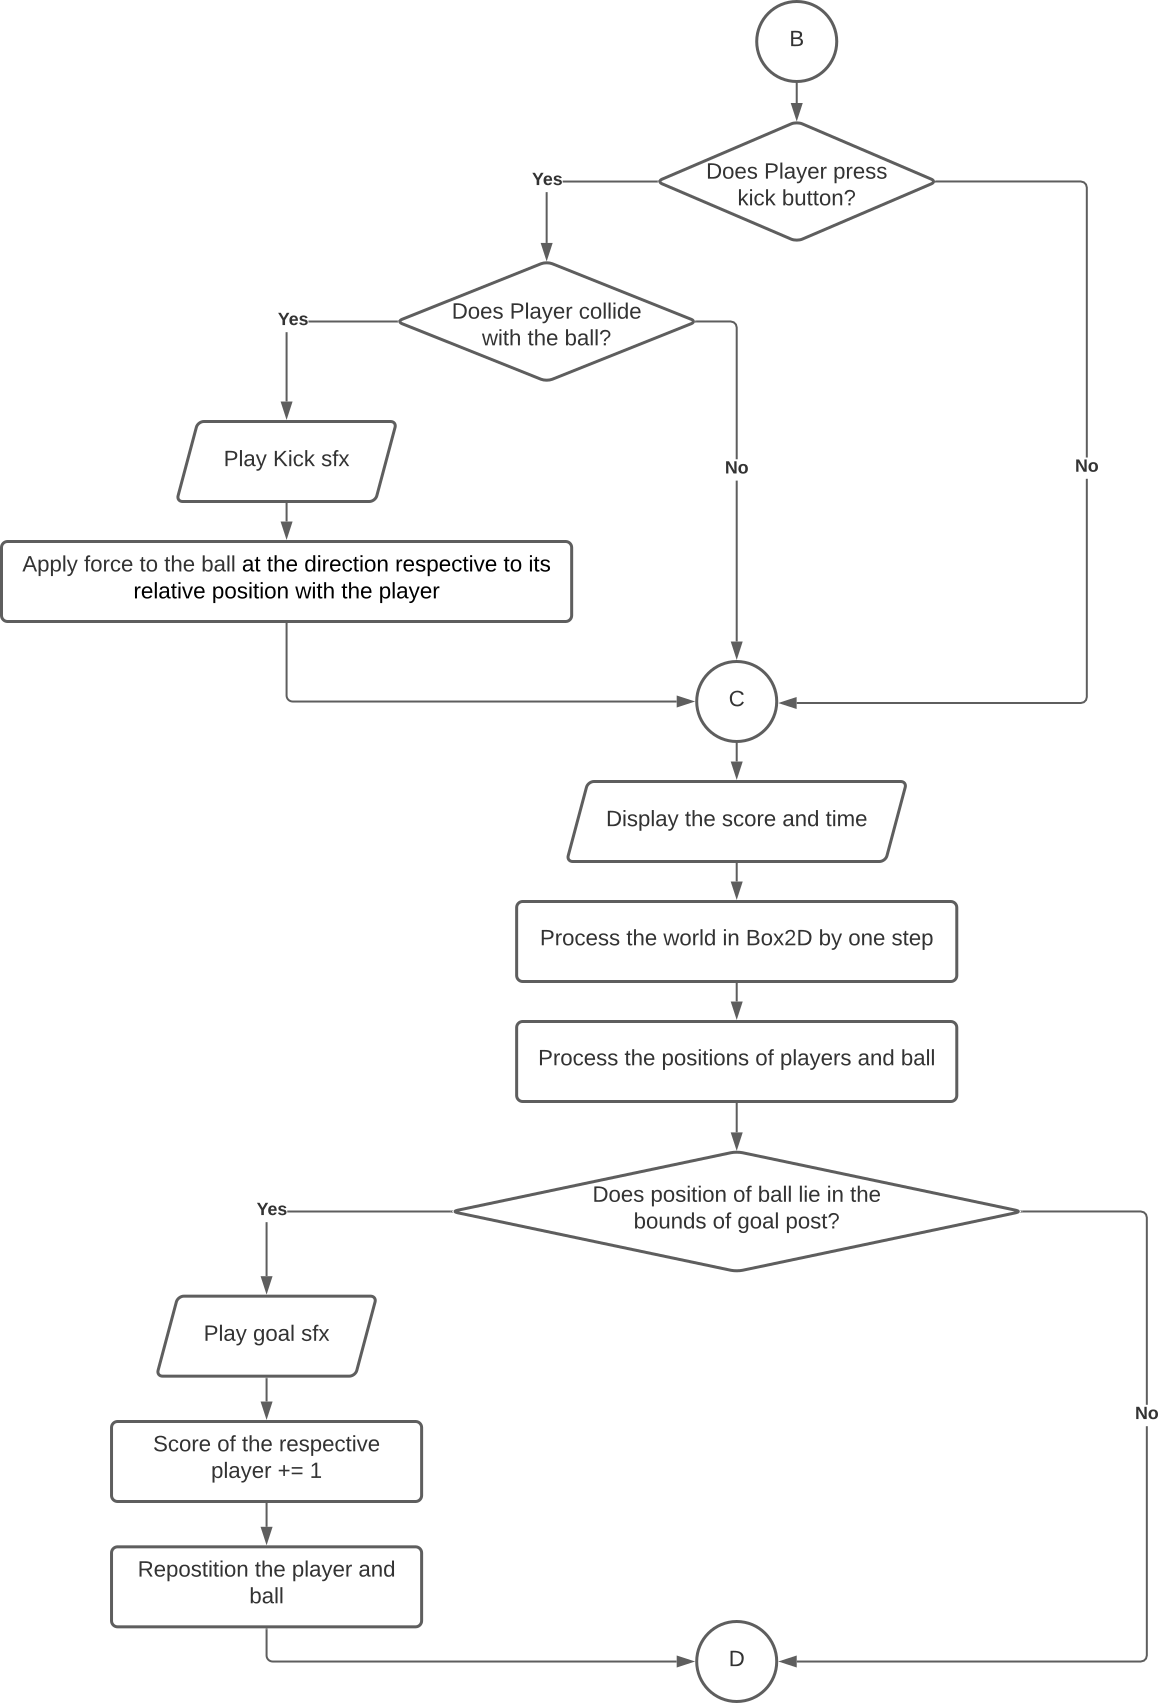 B
Does Player press
kick button?
Yes
Does Player collide
with the ball?
Yes
Play Kick sfx
No
No
Apply force to the ball at the direction respective to its
relative position with the player
C
Display the score and time
Process the world in Box2D by one step
Process the positions of players and ball
Does position of ball lie in the
bounds of goal post?
Yes
Play goal sfx
No
Score of the respective
player += 1
Repostition the player and
ball
D